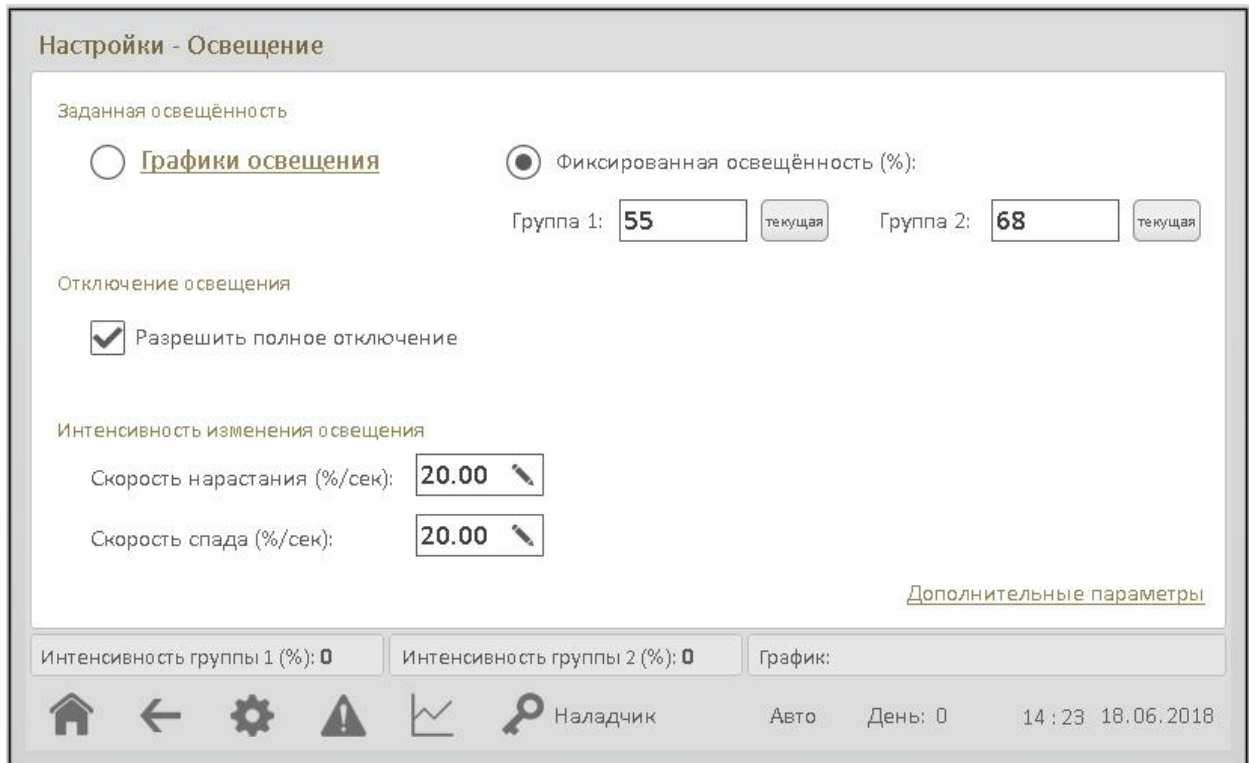 Настройки - Освещение
Заданная освещённость
Графики освещения Фиксированная освещённость (%):
Группа 1: 55 текущая Группа 2: 68 текущая
Отключение освещения
Разрешить полное отключение
Интенсивность изменения освещения
Скорость нарастания (%/сек): 20.00
Скорость спада (%/сек): 20.00
Дополнительные параметры
Интенсивность группы 1 (%): 0 Интенсивность группы 2 (%): 0 График:
Наладчик Авто День: 0 14 : 23 18.06.2018